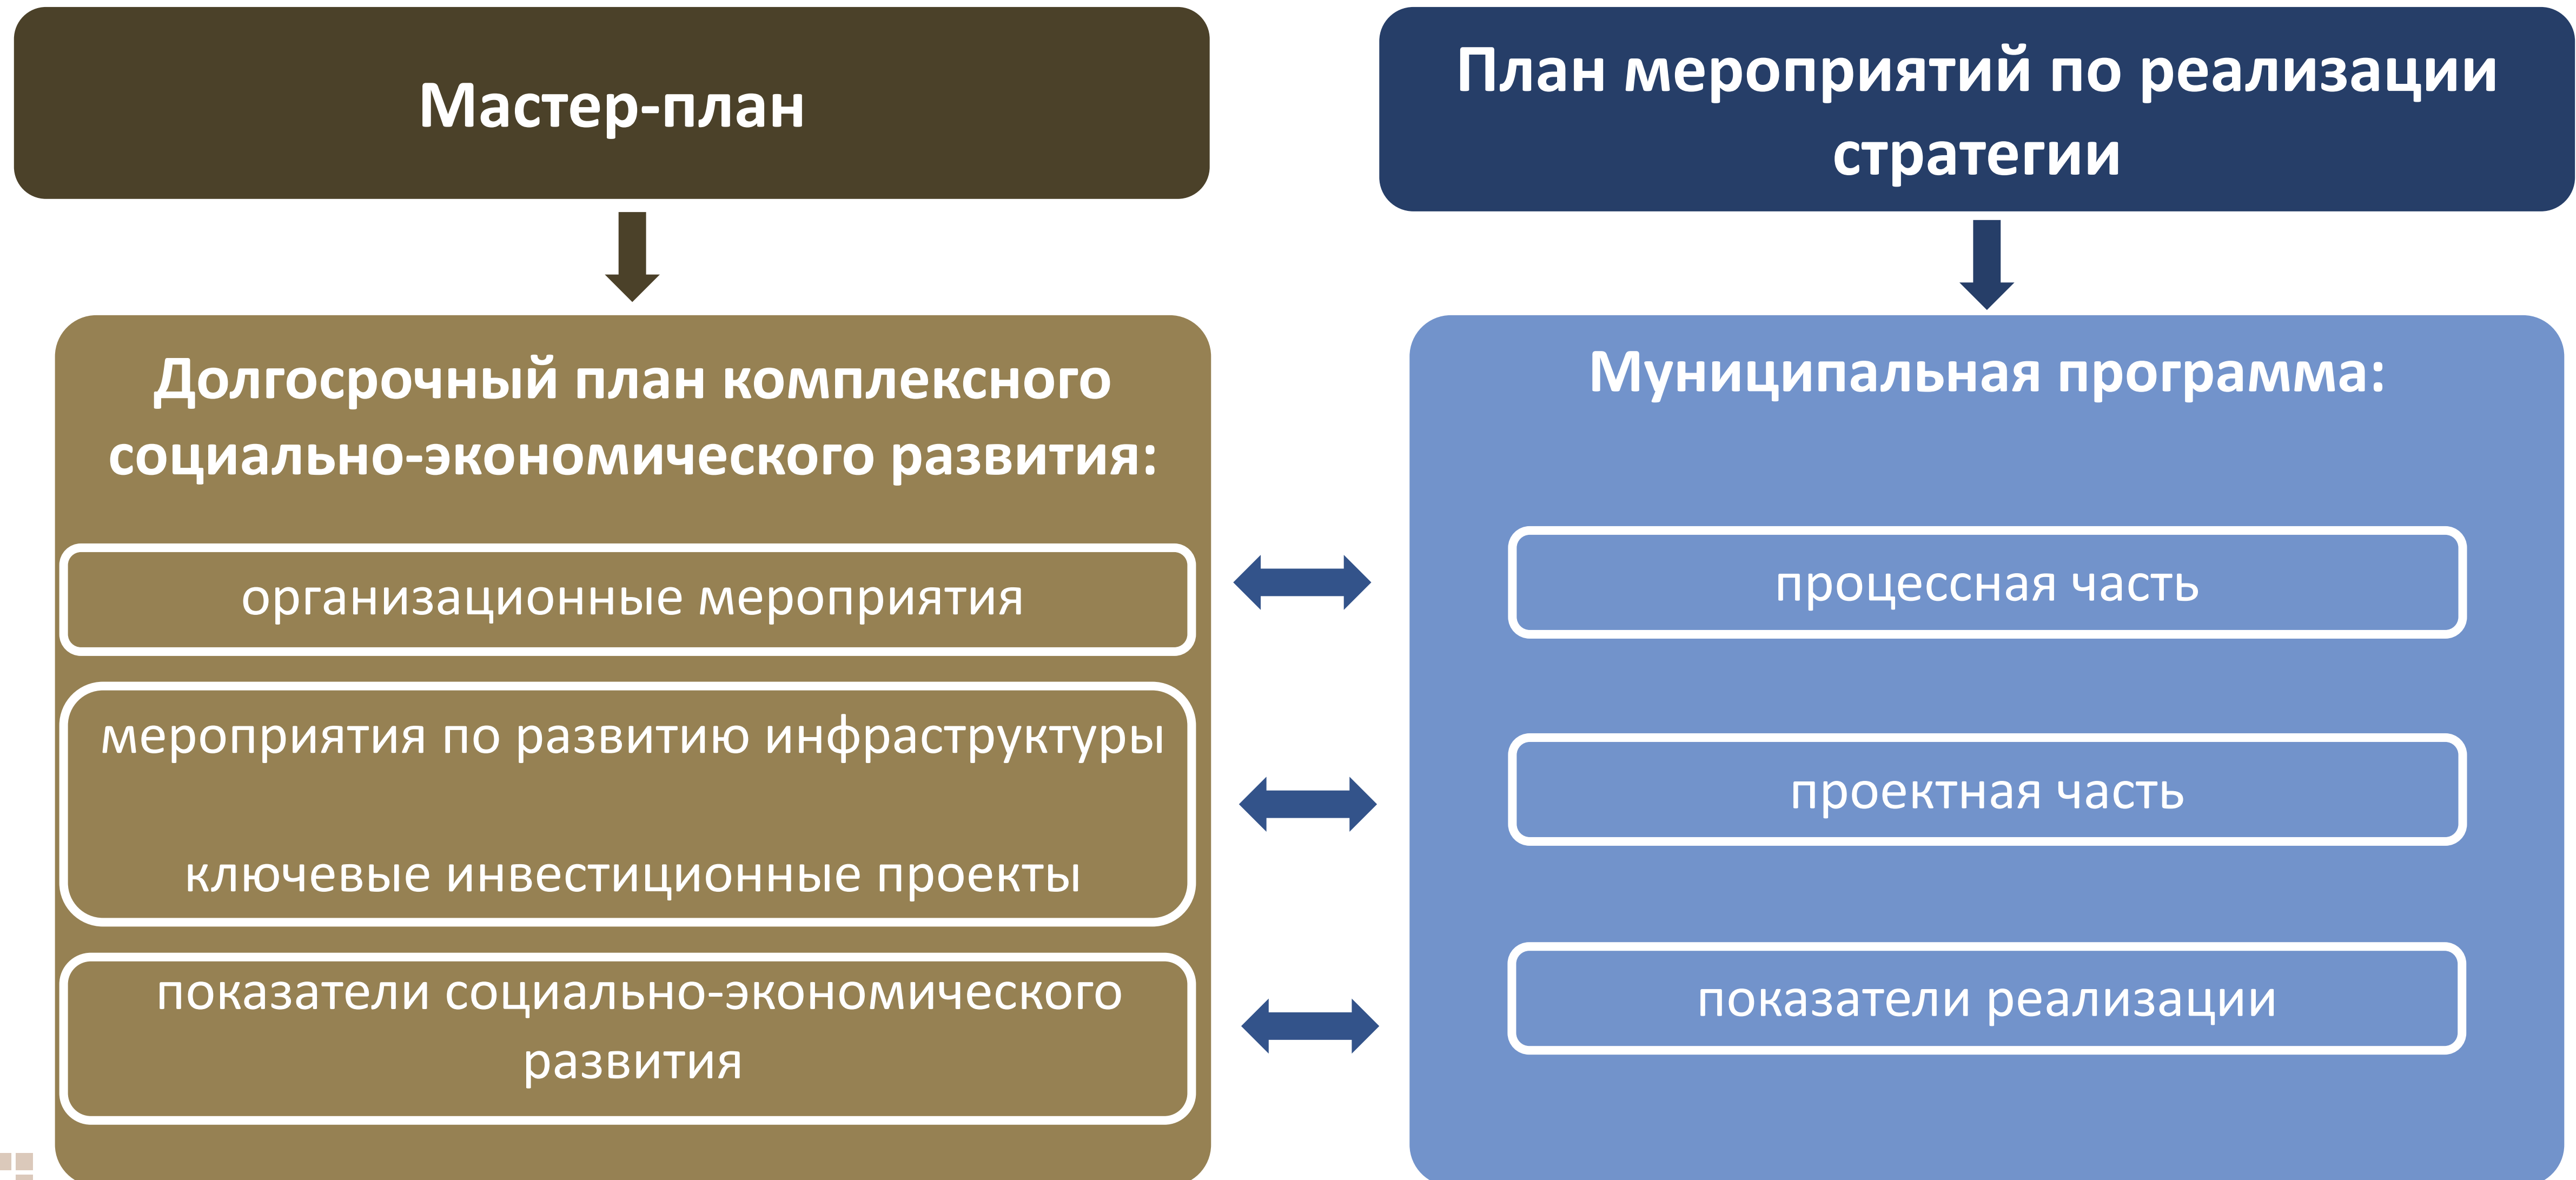 Мастер-план
План мероприятий по реализации
стратегии
Долгосрочный план комплексного
социально-экономического развития:
организационные мероприятия
мероприятия по развитию инфраструктуры
ключевые инвестиционные проекты
показатели социально-экономического
развития
Муниципальная программа:
процессная часть
проектная часть
показатели реализации